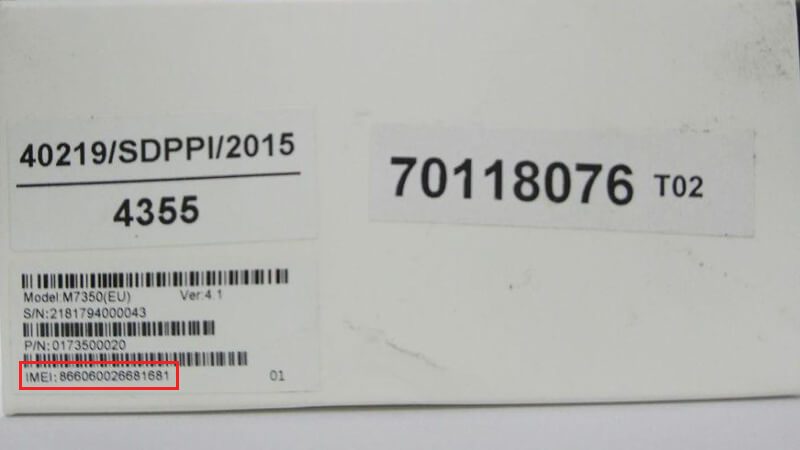 40219/SDPPI/2015
4355
70118076 T02
Model:M7350(EU) Ver:4.1
S/N:2181794000043
P/N:0173500020
IMEI:866060026681681
01